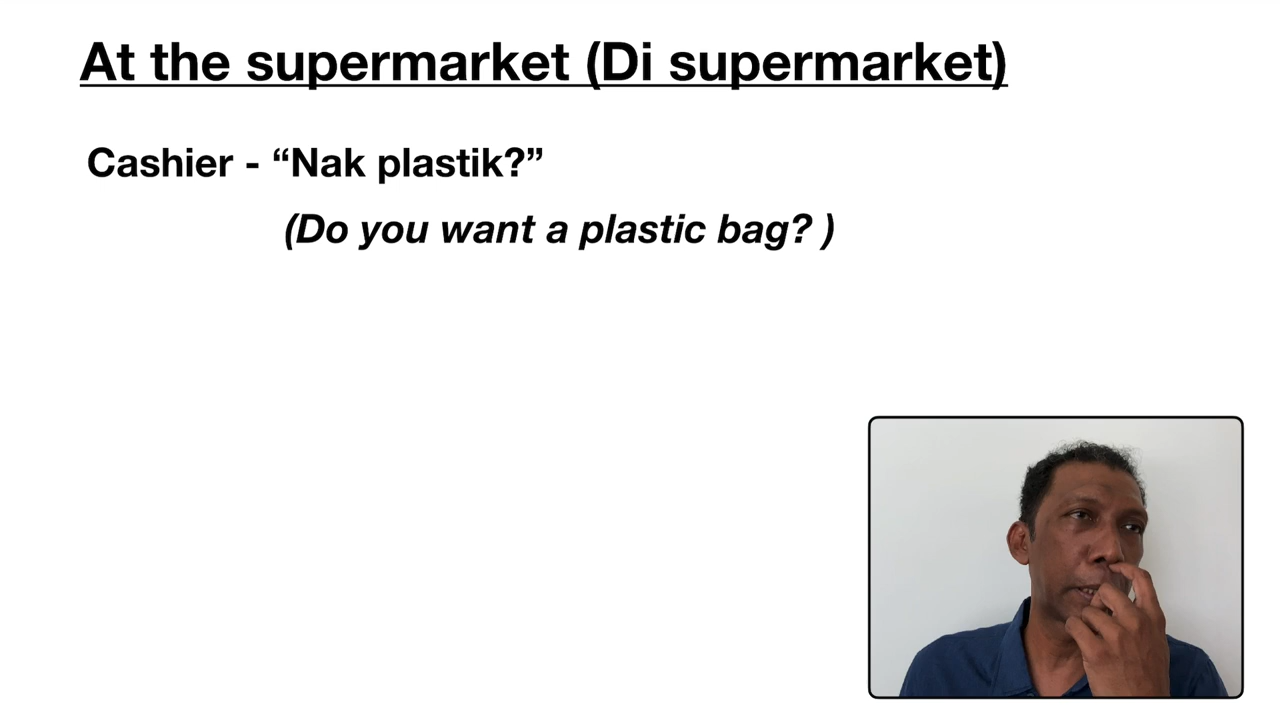 At the supermarket (Di supermarket)
Cashier - “Nak plastik?”
(Do you want a plastic bag? )